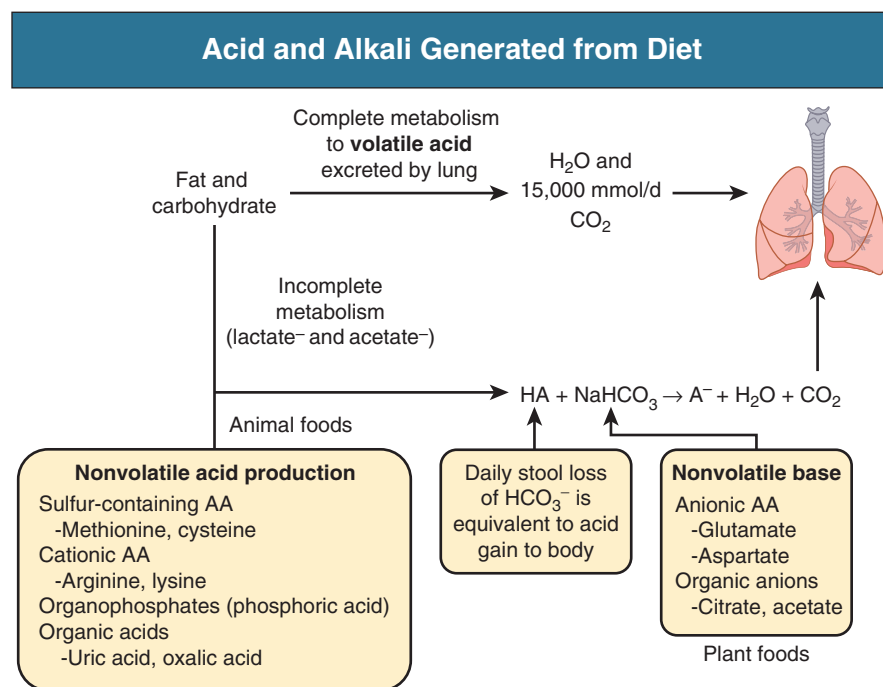 Acid and Alkali Generated from Diet
Complete metabolism
to volatile acid
excreted by lung
Fat and
carbohydrate
H₂O and
15,000 mmol/d
CO₂
Incomplete
metabolism
(lactate⁻ and acetate⁻)
HA + NaHCO₃ → A⁻ + H₂O + CO₂
Animal foods
Nonvolatile acid production
Sulfur-containing AA
-Methionine, cysteine
Cationic AA
-Arginine, lysine
Organophosphates (phosphoric acid)
Organic acids
-Uric acid, oxalic acid
Daily stool loss
of HCO₃⁻ is
equivalent to acid
gain to body
Nonvolatile base
Anionic AA
-Glutamate
-Aspartate
Organic anions
-Citrate, acetate
Plant foods